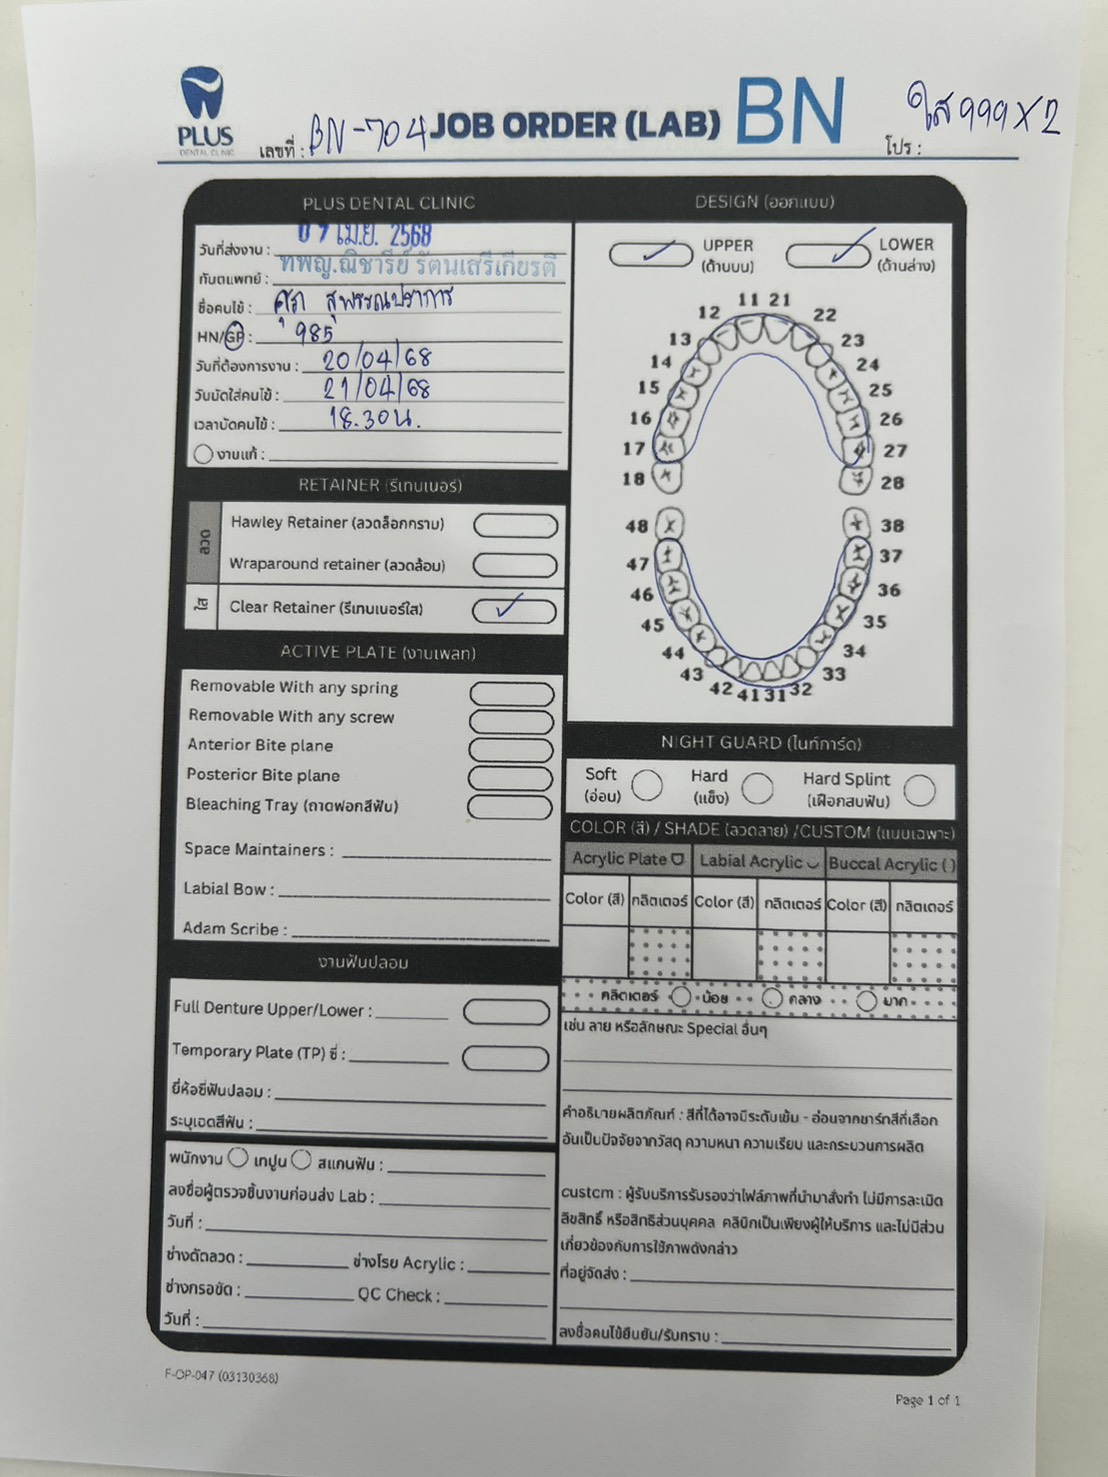 PLUS
DENTAL CLINIC
เลขที่ : BN-704 JOB ORDER (LAB) BN
โปร : ใส 999 X 2
PLUS DENTAL CLINIC
วันที่ส่งงาน : 07 เม.ย. 2568
ทันตแพทย์ : ทพญ.ณิชารีย์ รัตนเสรีเกียรติ
ชื่อคนไข้ : ศุภ สุพรรณปราการ
HN/GP : 985
วันที่ต้องการงาน : 20/04/68
วันนัดใส่คนไข้ : 21/04/68
เวลานัดคนไข้ : 18.30น.
งานแก้ :
RETAINER (รีเทนเนอร์)
ลวด
Hawley Retainer (ลวดล็อกกราม)
Wraparound retainer (ลวดล้อม)
ใส
Clear Retainer (รีเทนเนอร์ใส)
ACTIVE PLATE (งานเพลท)
Removable With any spring
Removable With any screw
Anterior Bite plane
Posterior Bite plane
Bleaching Tray (ถาดฟอกสีฟัน)
Space Maintainers :
Labial Bow :
Adam Scribe :
งานฟันปลอม
Full Denture Upper/Lower :
Temporary Plate (TP) ซี่ :
ยี่ห้อซี่ฟันปลอม :
ระบุเฉดสีฟัน :
พนักงาน เทปูน สแกนฟัน :
ลงชื่อผู้ตรวจชิ้นงานก่อนส่ง Lab :
วันที่ :
ช่างดัดลวด : ช่างโรย Acrylic :
ช่างกรอขัด : QC Check :
วันที่ :
DESIGN (ออกแบบ)
UPPER
(ด้านบน)
LOWER
(ด้านล่าง)
11 21
12 22
13 23
14 24
15 25
16 26
17 27
18 28
48 38
47 37
46 36
45 35
44 34
43 33
42 41 31 32
NIGHT GUARD (ไนท์การ์ด)
Soft
(อ่อน)
Hard
(แข็ง)
Hard Splint
(เฝือกสบฟัน)
COLOR (สี) / SHADE (ลวดลาย) /CUSTOM (แบบเฉพาะ)
Acrylic Plate Labial Acrylic Buccal Acrylic ( )
Color (สี) กลิตเตอร์ Color (สี) กลิตเตอร์ Color (สี) กลิตเตอร์
กลิตเตอร์ น้อย กลาง มาก
เช่น ลาย หรือลักษณะ Special อื่นๆ
คำอธิบายผลิตภัณฑ์ : สีที่ได้อาจมีระดับเข้ม - อ่อนจากชาร์ทสีที่เลือก
อันเป็นปัจจัยจากวัสดุ ความหนา ความเรียบ และกระบวนการผลิต
custom : ผู้รับบริการรับรองว่าไฟล์ภาพที่นำมาสั่งทำ ไม่มีการละเมิด
ลิขสิทธิ์ หรือสิทธิส่วนบุคคล คลินิกเป็นเพียงผู้ให้บริการ และไม่มีส่วน
เกี่ยวข้องกับการใช้ภาพดังกล่าว
ที่อยู่จัดส่ง :
ลงชื่อคนไข้ยืนยัน/รับทราบ :
F-OP-047 (03130368)
Page 1 of 1